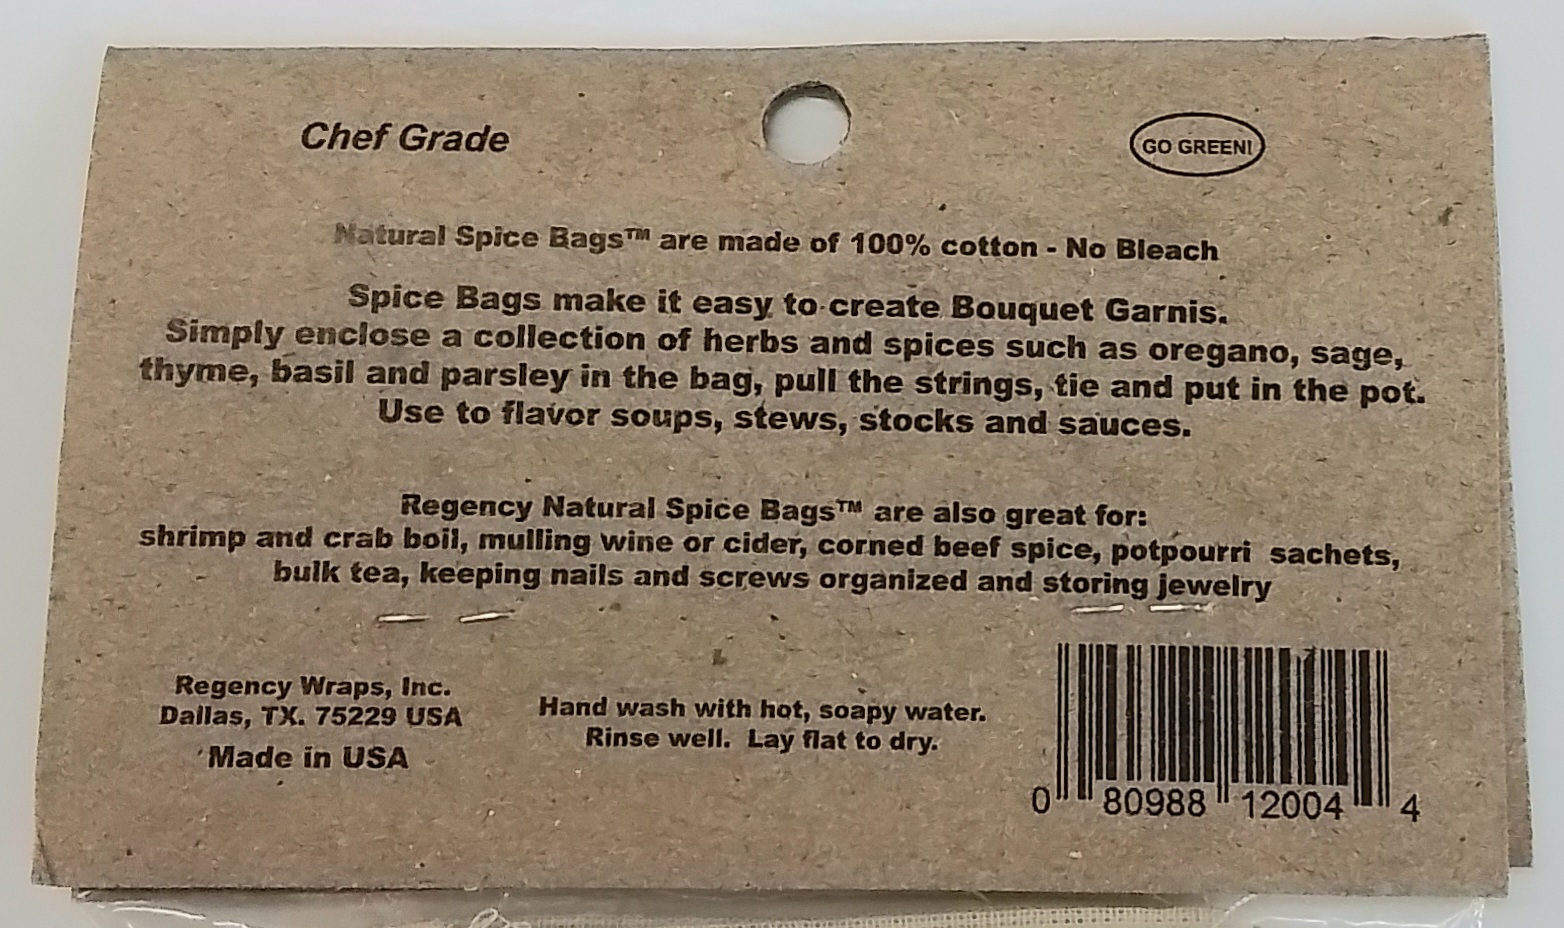 Chef Grade
GO GREEN!
Natural Spice Bags™ are made of 100% cotton - No Bleach
Spice Bags make it easy to create Bouquet Garnis.
Simply enclose a collection of herbs and spices such as oregano, sage,
thyme, basil and parsley in the bag, pull the strings, tie and put in the pot.
Use to flavor soups, stews, stocks and sauces.
Regency Natural Spice Bags™ are also great for:
shrimp and crab boil, mulling wine or cider, corned beef spice, potpourri sachets,
bulk tea, keeping nails and screws organized and storing jewelry
Regency Wraps, Inc.
Dallas, TX. 75229 USA
Made in USA
Hand wash with hot, soapy water.
Rinse well. Lay flat to dry.
0 80988 12004 4